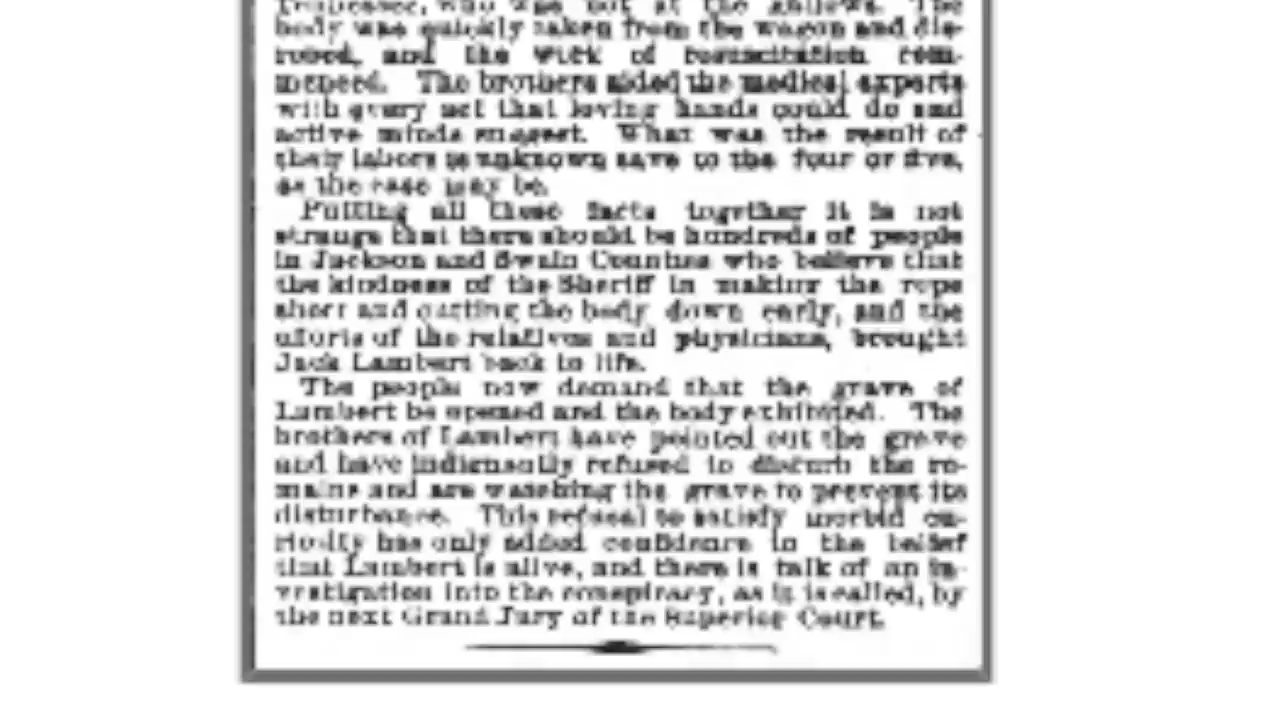 Tennessee, who was not at the gallows. The
body was quickly taken from the wagon and dis-
robed, and the work of resuscitation com-
menced. The brothers aided the medical experts
with every act that loving hands could do and
active minds suggest. What was the result of
their labors is unknown save to the four or five,
as the case may be.
Putting all these facts together it is not
strange that there should be hundreds of people
in Jackson and Swain Counties who believe that
the kindness of the Sheriff in making the rope
short and cutting the body down early, and the
efforts of the relatives and physicians, brought
Jack Lambert back to life.
The people now demand that the grave of
Lambert be opened and the body exhibited. The
brothers of Lambert have pointed out the grave
and have indignantly refused to disturb the re-
mains and are watching the grave to prevent its
disturbance. This refusal to satisfy morbid cu-
riosity has only added confidence in the belief
that Lambert is alive, and there is talk of an in-
vestigation into the conspiracy, as it is called, by
the next Grand Jury of the Superior Court.